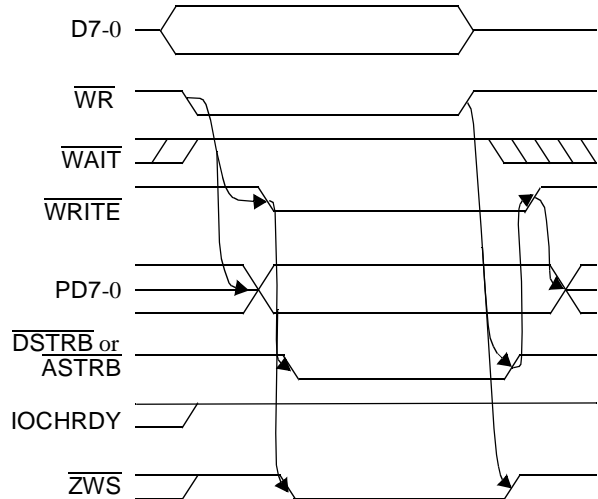 D7-0
WR
WAIT
WRITE
PD7-0
DSTRB or
ASTRB
IOCHRDY
ZWS